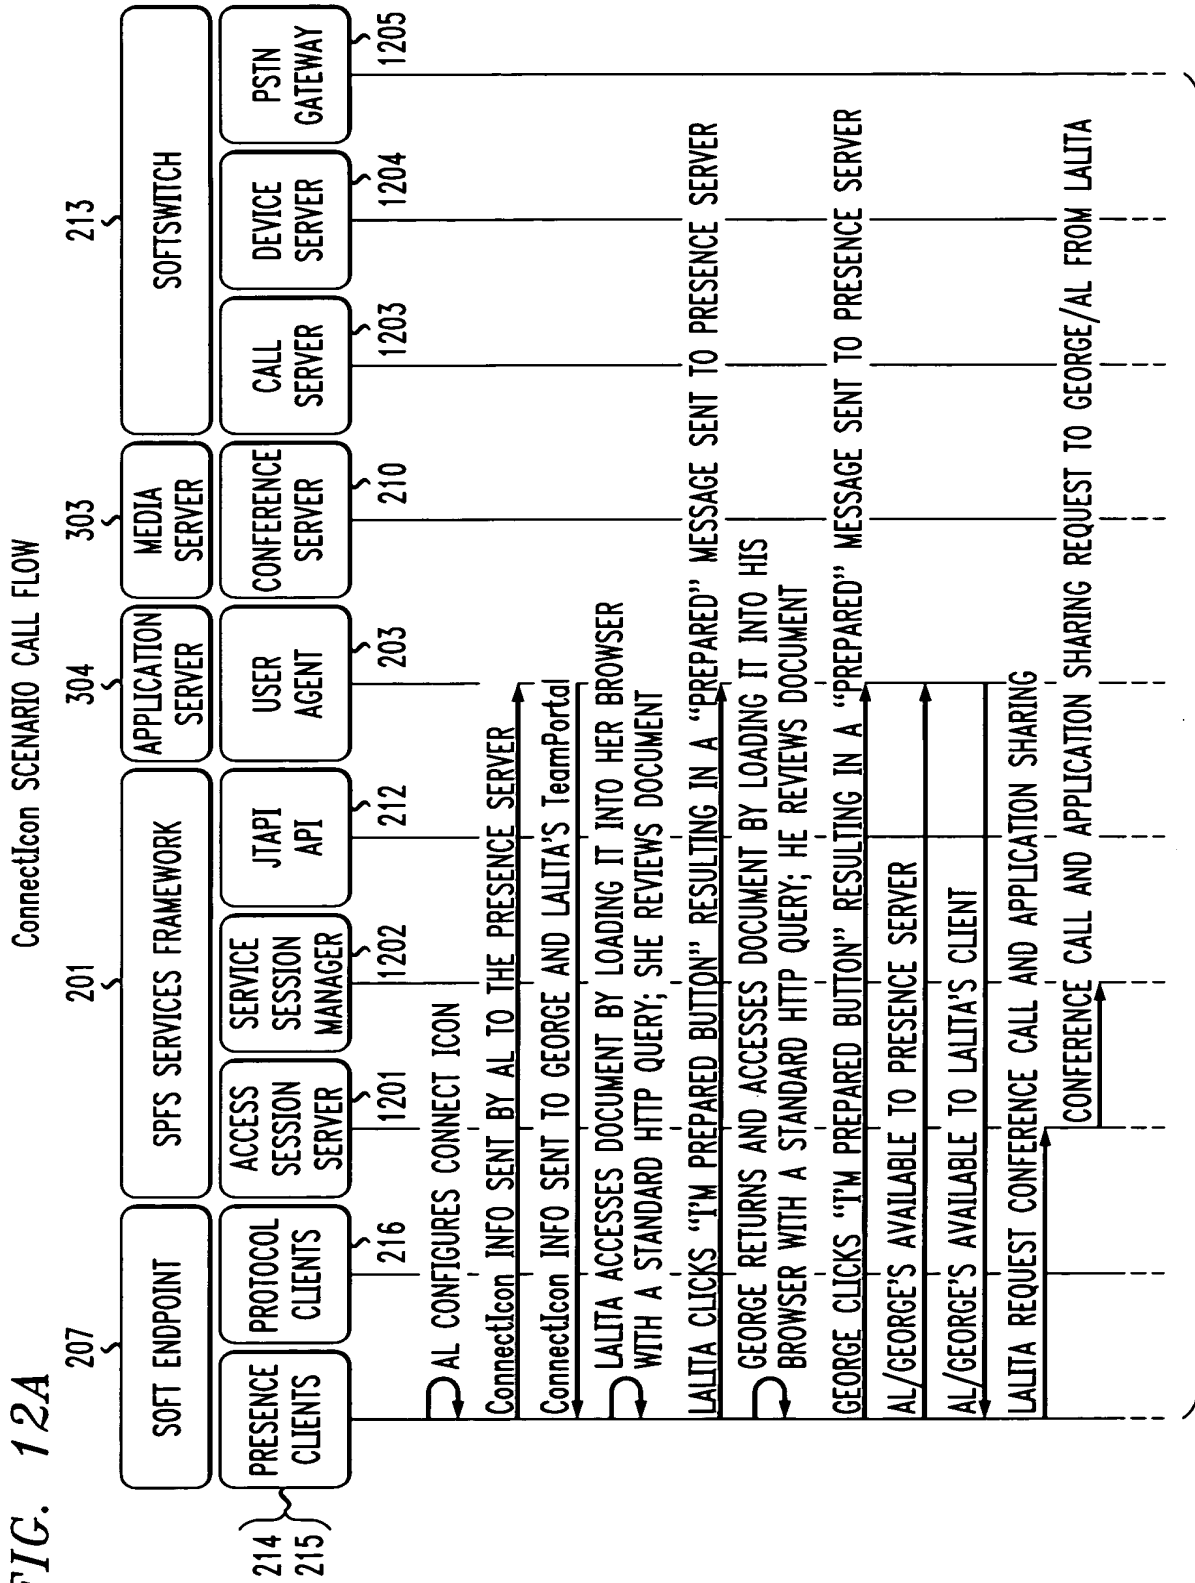 FIG. 12A
ConnectIcon SCENARIO CALL FLOW
207
201
304
303
213
SOFT ENDPOINT
SPFS SERVICES FRAMEWORK
APPLICATION
SERVER
MEDIA
SERVER
SOFTSWITCH
214
215
PRESENCE
CLIENTS
PROTOCOL
CLIENTS
216
ACCESS
SESSION
SERVER
1201
SERVICE
SESSION
MANAGER
1202
JTAPI
API
212
USER
AGENT
203
CONFERENCE
SERVER
210
CALL
SERVER
1203
DEVICE
SERVER
1204
PSTN
GATEWAY
1205
AL CONFIGURES CONNECT ICON
ConnectIcon INFO SENT BY AL TO THE PRESENCE SERVER
ConnectIcon INFO SENT TO GEORGE AND LALITA'S TeamPortal
LALITA ACCESSES DOCUMENT BY LOADING IT INTO HER BROWSER
WITH A STANDARD HTTP QUERY; SHE REVIEWS DOCUMENT
LALITA CLICKS "I'M PREPARED BUTTON" RESULTING IN A "PREPARED" MESSAGE SENT TO PRESENCE SERVER
GEORGE RETURNS AND ACCESSES DOCUMENT BY LOADING IT INTO HIS
BROWSER WITH A STANDARD HTTP QUERY; HE REVIEWS DOCUMENT
GEORGE CLICKS "I'M PREPARED BUTTON" RESULTING IN A "PREPARED" MESSAGE SENT TO PRESENCE SERVER
AL/GEORGE'S AVAILABLE TO PRESENCE SERVER
AL/GEORGE'S AVAILABLE TO LALITA'S CLIENT
LALITA REQUEST CONFERENCE CALL AND APPLICATION SHARING
CONFERENCE CALL AND APPLICATION SHARING REQUEST TO GEORGE/AL FROM LALITA